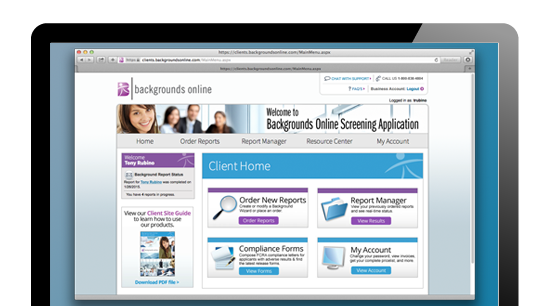 https://clients.backgroundsonline.com/MainMenu.aspx
clients.backgroundsonline.com/MainMenu.aspx
https://clients.backgroundsonline.com/MainMenu.aspx
backgrounds online
CHAT WITH SUPPORT
CALL US
FAQ's
Business Account: Logout
Logged in as: trubino
Welcome to
Backgrounds Online Screening Application
Home Order Reports Report Manager Resource Center My Account
Welcome
Tony Rubino
Background Report Status
Report for Tony Rubino was completed on
You have 4 reports in progress.
View our Client Site Guide
to learn how to use
our products.
Download PDF File >
Client Home
Order New Reports
Create or modify a Background
Wizard or place an order
Order Reports
Report Manager
View your previously ordered reports
and see real-time status.
View Results
Compliance Forms
Compose FCRA compliance letters for
applicants with adverse results & find
the latest release forms.
View Forms
My Account
Change your password, view invoices,
get your complete pricelist, and more.
View Account